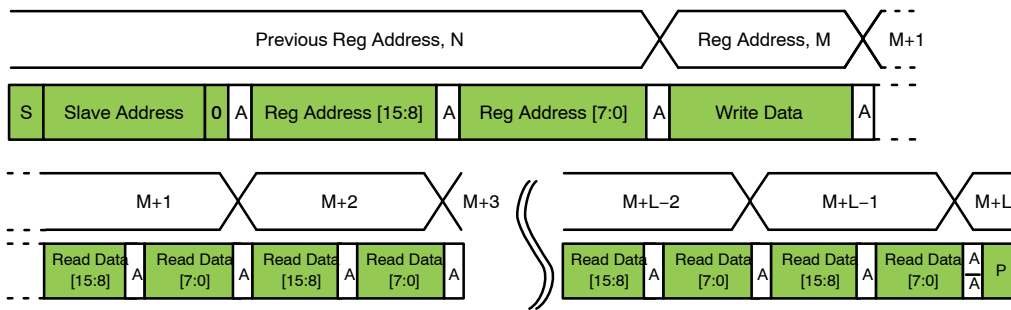 Previous Reg Address, N Reg Address, M M+1
S Slave Address 0 A Reg Address [15:8] A Reg Address [7:0] A Write Data A
M+1 M+2 M+3 M+L−2 M+L−1 M+L
Read Data A Read Data A Read Data A Read Data A Read Data A Read Data A Read Data A Read Data A P
[15:8] [7:0] [15:8] [7:0] [15:8] [7:0] [15:8] [7:0] A